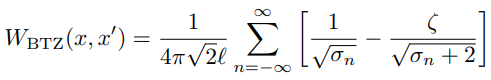 $W_{\mathrm{BTZ}}(x, x') = \frac{1}{4\pi\sqrt{2}\ell} \sum_{n=-\infty}^{\infty} \left[ \frac{1}{\sqrt{\sigma_n}} - \frac{\zeta}{\sqrt{\sigma_n + 2}} \right]$